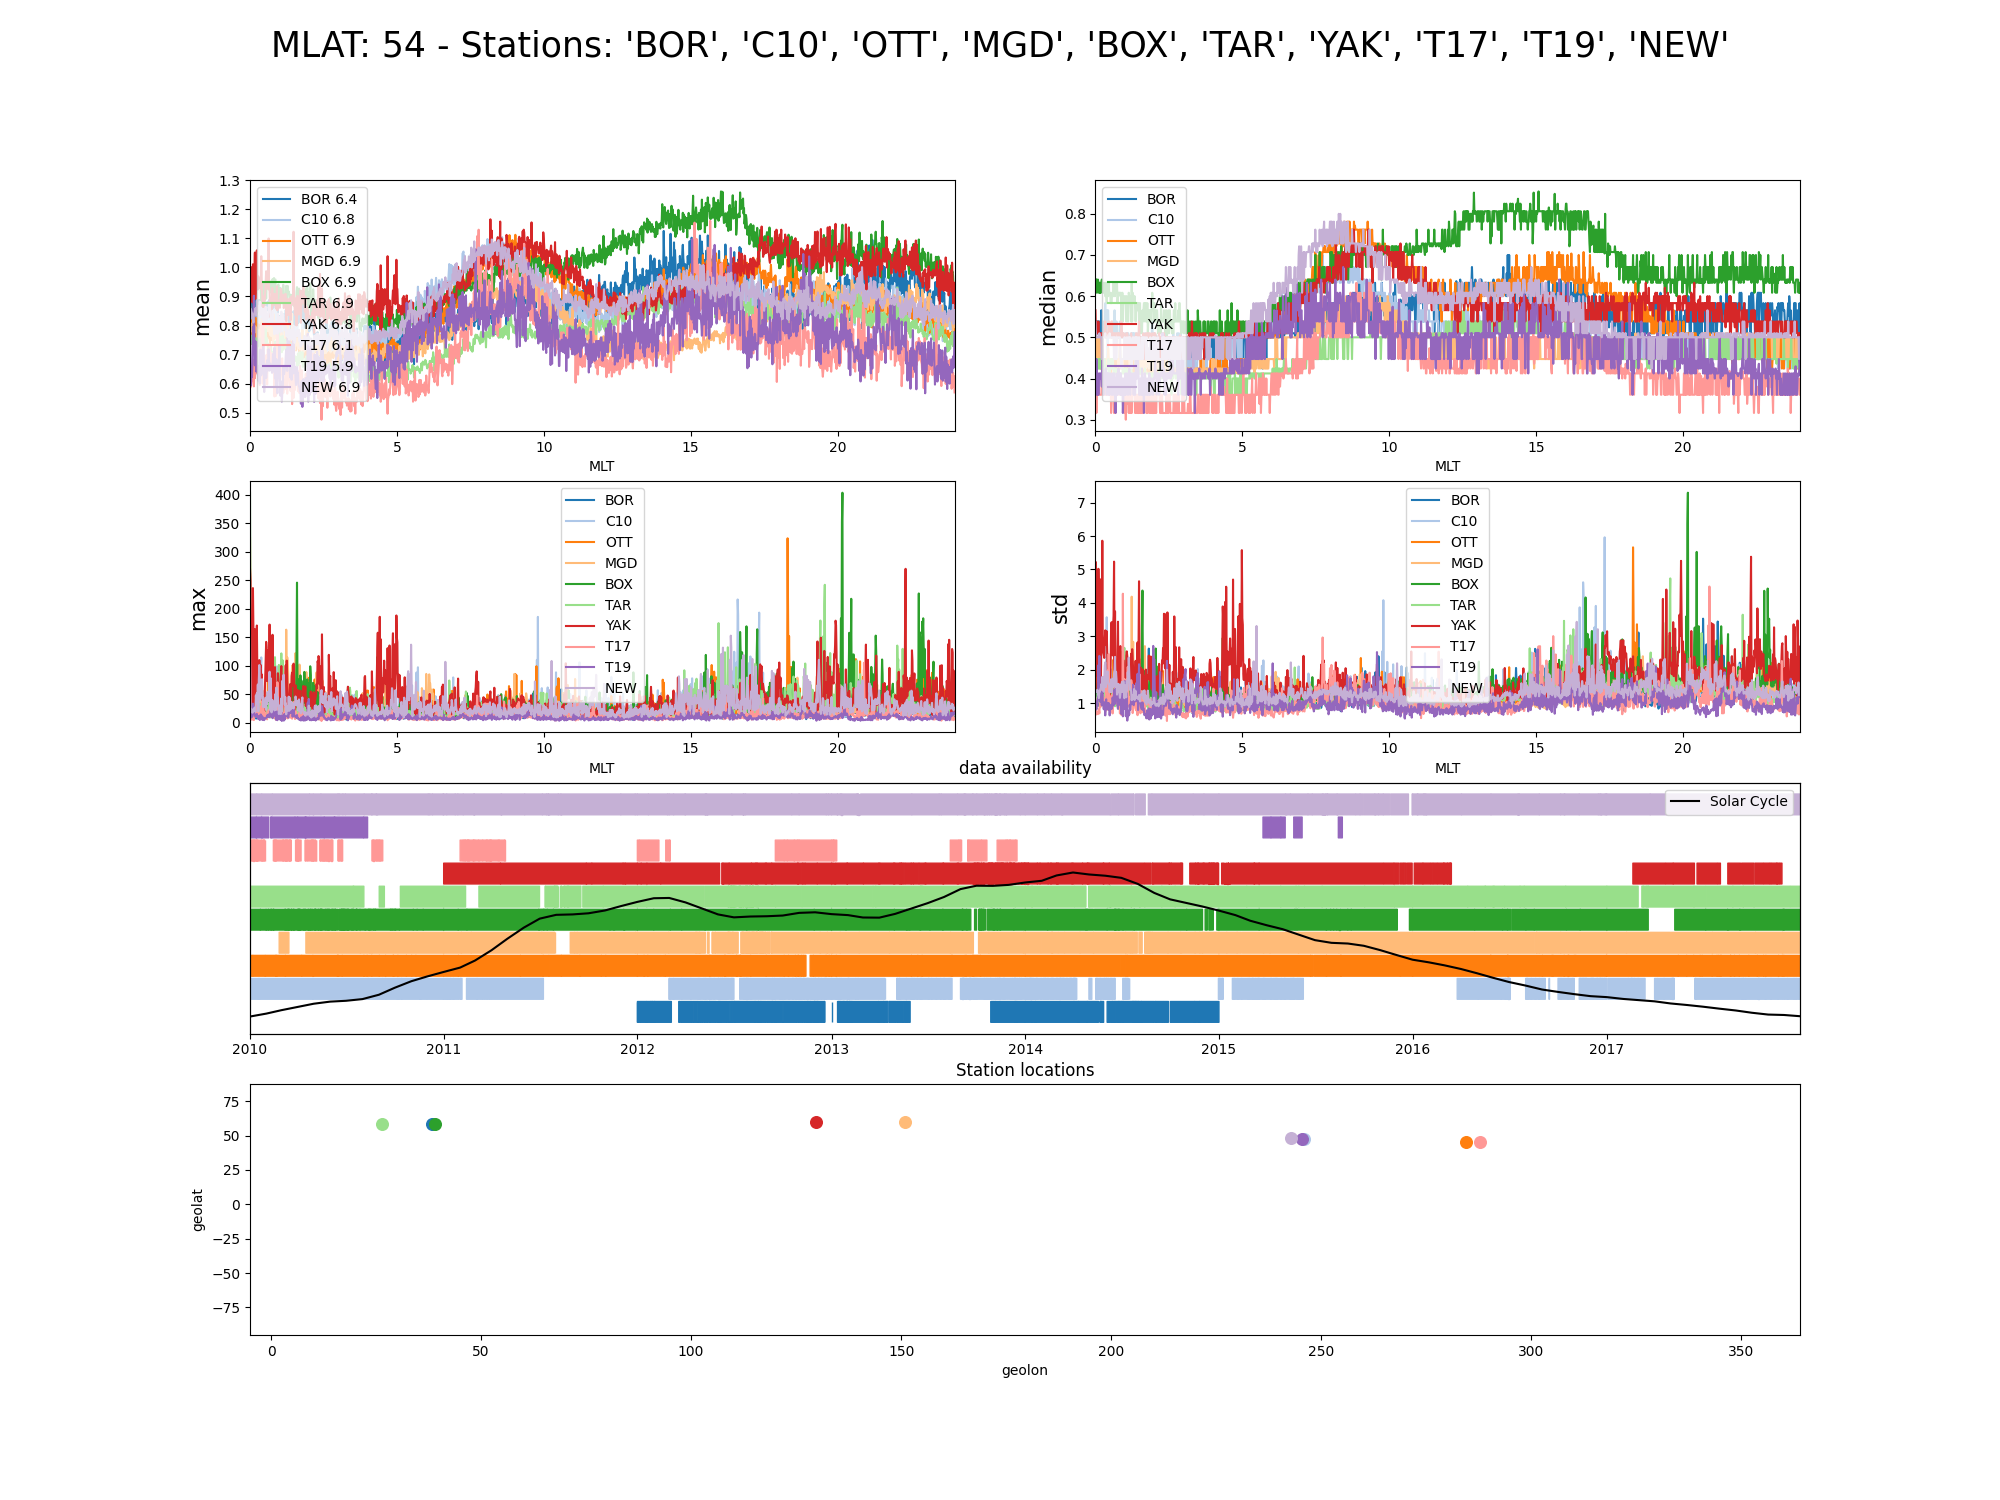 MLAT: 54 - Stations: 'BOR', 'C10', 'OTT', 'MGD', 'BOX', 'TAR', 'YAK', 'T17', 'T19', 'NEW'
mean
1.3
1.2
1.1
1.0
0.9
0.8
0.7
0.6
0.5
BOR 6.4
C10 6.8
OTT 6.9
MGD 6.9
BOX 6.9
TAR 6.9
YAK 6.8
T17 6.1
T19 5.9
NEW 6.9
0 5 10 15 20
MLT
median
0.8
0.7
0.6
0.5
0.4
0.3
BOR
C10
OTT
MGD
BOX
TAR
YAK
T17
T19
NEW
0 5 10 15 20
MLT
max
400
350
300
250
200
150
100
50
0
BOR
C10
OTT
MGD
BOX
TAR
YAK
T17
T19
NEW
0 5 10 15 20
MLT
std
7
6
5
4
3
2
1
BOR
C10
OTT
MGD
BOX
TAR
YAK
T17
T19
NEW
0 5 10 15 20
MLT
data availability
Solar Cycle
2010 2011 2012 2013 2014 2015 2016 2017
Station locations
geolat
75
50
25
0
−25
−50
−75
0 50 100 150 200 250 300 350
geolon